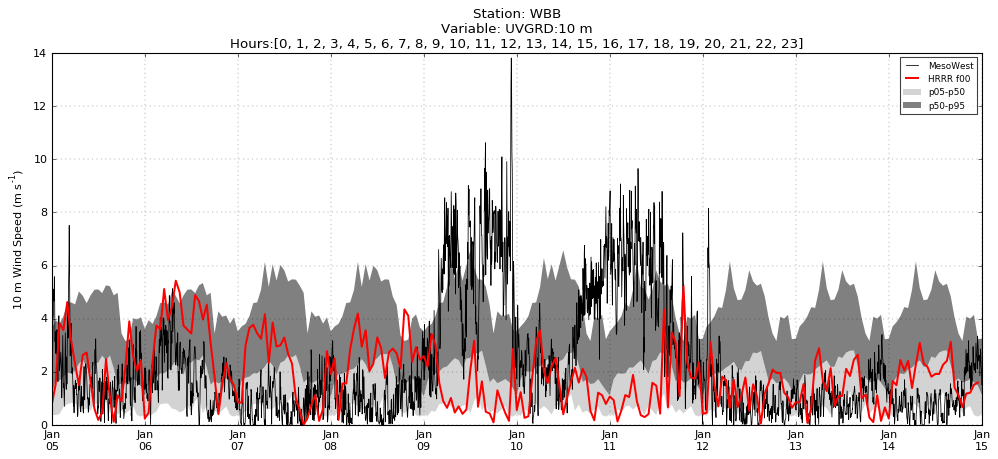 Station: WBB
Variable: UVGRD:10 m
Hours:[0, 1, 2, 3, 4, 5, 6, 7, 8, 9, 10, 11, 12, 13, 14, 15, 16, 17, 18, 19, 20, 21, 22, 23]
14
12
10
8
6
4
2
0
10 m Wind Speed (m s⁻¹)
MesoWest
HRRR f00
p05-p50
p50-p95
Jan 05
Jan 06
Jan 07
Jan 08
Jan 09
Jan 10
Jan 11
Jan 12
Jan 13
Jan 14
Jan 15